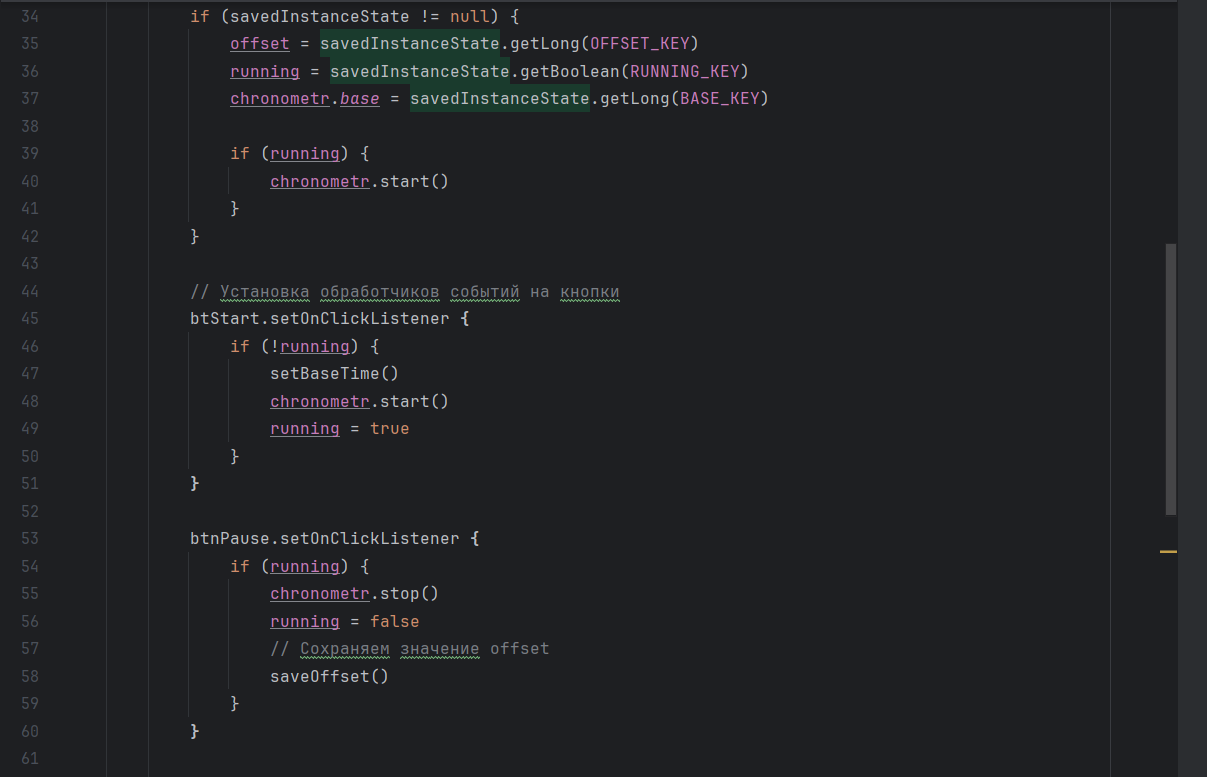 34 if (savedInstanceState != null) {
35 offset = savedInstanceState.getLong(OFFSET_KEY)
36 running = savedInstanceState.getBoolean(RUNNING_KEY)
37 chronometr.base = savedInstanceState.getLong(BASE_KEY)
38
39 if (running) {
40 chronometr.start()
41 }
42 }
43
44 // Установка обработчиков событий на кнопки
45 btStart.setOnClickListener {
46 if (!running) {
47 setBaseTime()
48 chronometr.start()
49 running = true
50 }
51 }
52
53 btnPause.setOnClickListener {
54 if (running) {
55 chronometr.stop()
56 running = false
57 // Сохраняем значение offset
58 saveOffset()
59 }
60 }
61